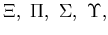 Ξ, Π, Σ, Υ,